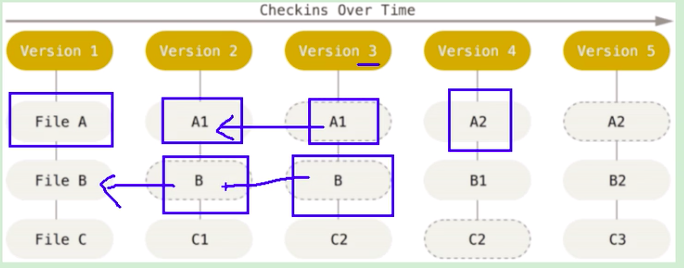 Checkins Over Time
Version 1 Version 2 Version 3 Version 4 Version 5
File A A1 A1 A2 A2
File B B B B1 B2
File C C1 C2 C2 C3